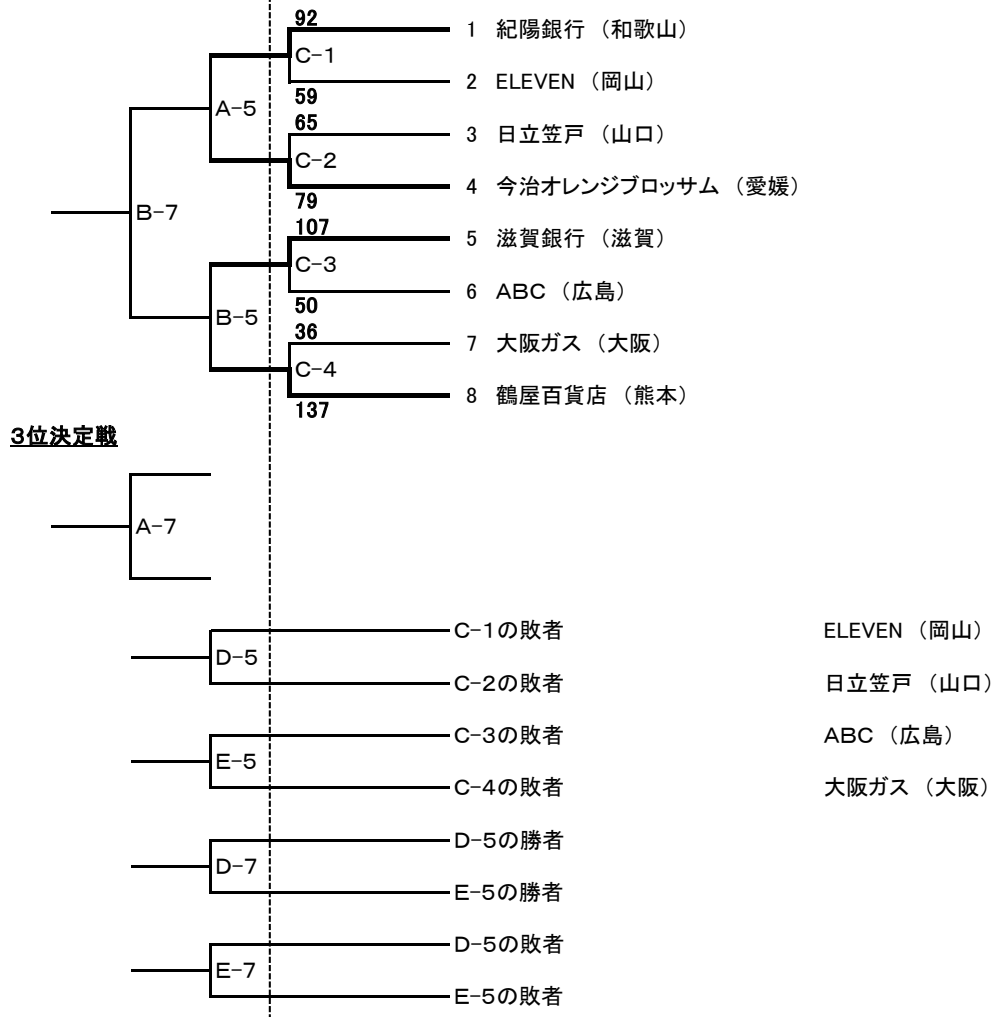 92
1 紀陽銀行 （和歌山）
C-1
2 ELEVEN （岡山）
59
A-5
65
3 日立笠戸 （山口）
C-2
4 今治オレンジブロッサム （愛媛）
79
B-7
107
5 滋賀銀行 （滋賀）
C-3
6 ABC （広島）
50
B-5
36
7 大阪ガス （大阪）
C-4
8 鶴屋百貨店 （熊本）
137
3位決定戦
A-7
C-1の敗者 ELEVEN （岡山）
D-5
C-2の敗者 日立笠戸 （山口）
C-3の敗者 ABC （広島）
E-5
C-4の敗者 大阪ガス （大阪）
D-5の勝者
D-7
E-5の勝者
D-5の敗者
E-7
E-5の敗者